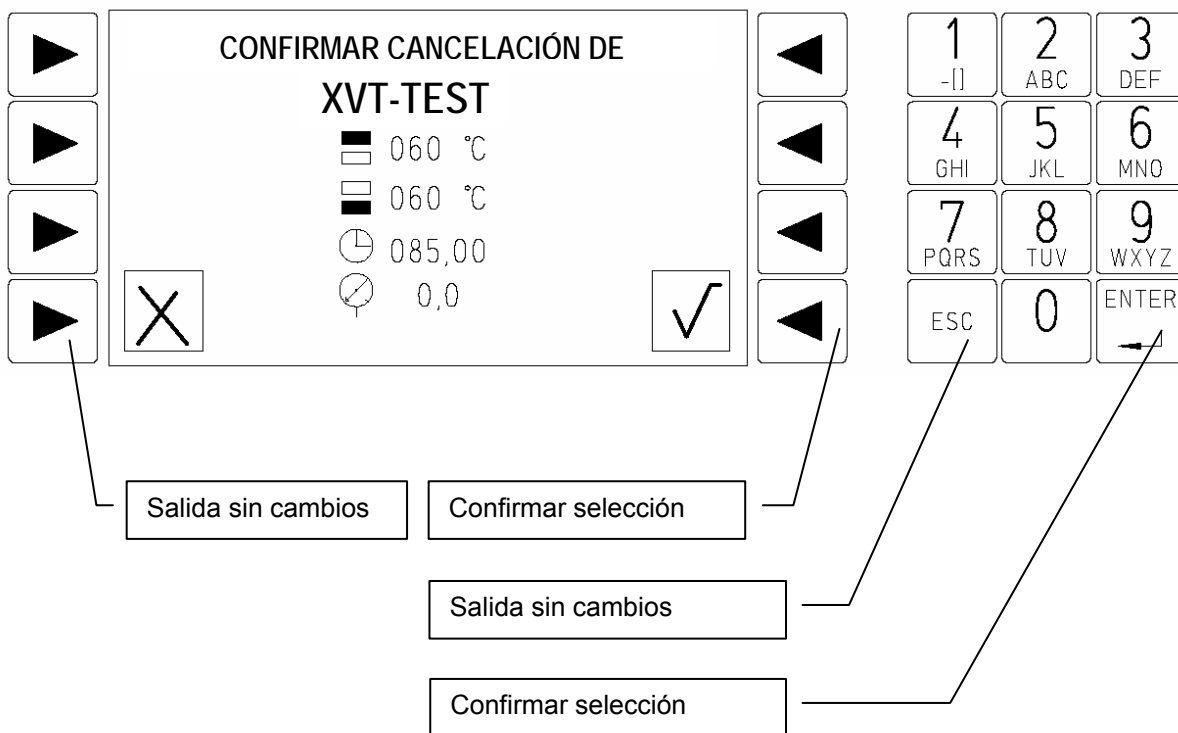 CONFIRMAR CANCELACIÓN DE
XVT-TEST
060 °C
060 °C
085,00
0,0
1
-[]
2
ABC
3
DEF
4
GHI
5
JKL
6
MNO
7
PQRS
8
TUV
9
WXYZ
ESC
0
ENTER
Salida sin cambios
Confirmar selección
Salida sin cambios
Confirmar selección